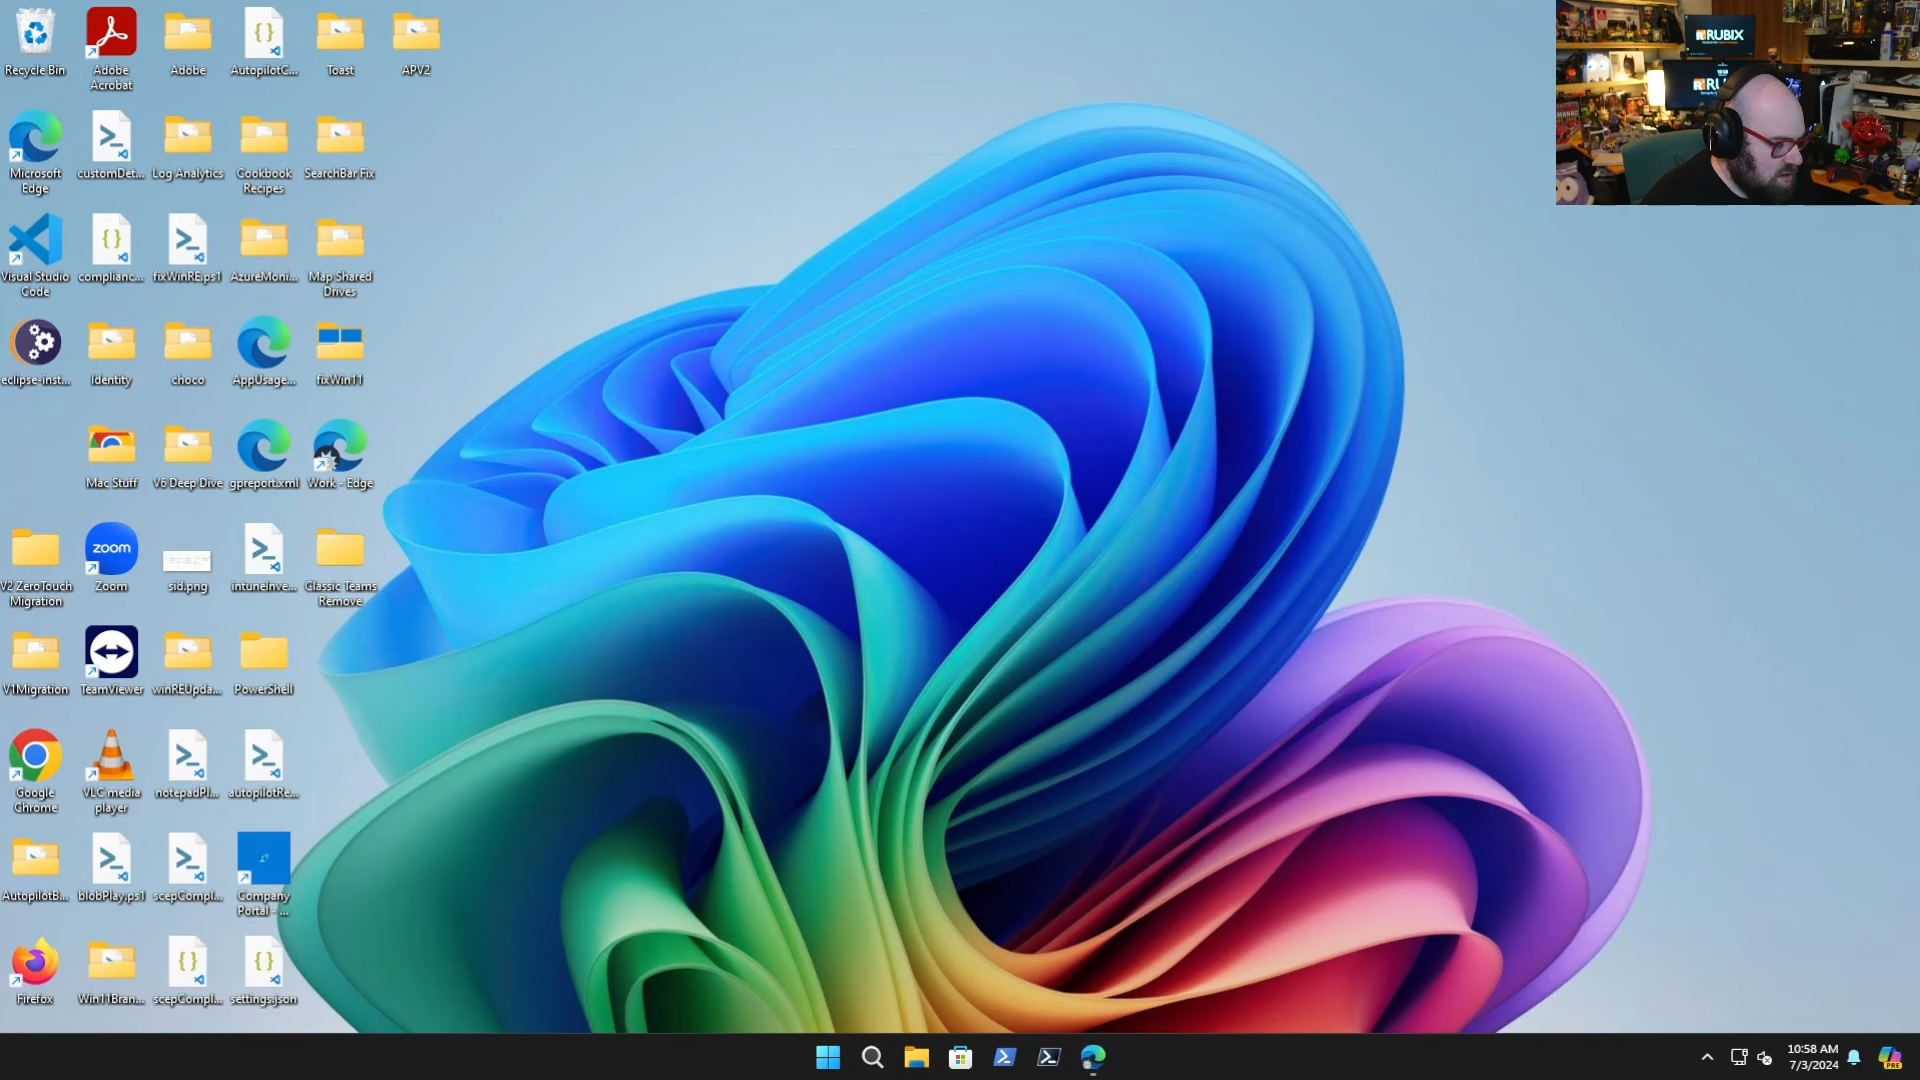 Recycle Bin
Adobe Acrobat
Adobe
AutopilotC...
Toast
APV2
Microsoft Edge
customDet...
Log Analytics
Cookbook Recipes
SearchBar Fix
Visual Studio Code
complianc...
fixWinRE.ps1
AzureMoni...
Map Shared Drives
eclipse-inst...
Identity
choco
AppUsage...
fixWin11
Mac Stuff
V6 Deep Dive
gpreport.xml
Work - Edge
V2 ZeroTouch Migration
zoom
Zoom
sid.png
intuneInve...
Classic Teams Remove
V1Migration
TeamViewer
winREUpda...
PowerShell
Google Chrome
VLC media player
notepadPl...
autopilotRe...
AutopilotB...
blobPlay.ps1
scepCompl...
Company Portal - ...
Firefox
Win11Bran...
scepCompl...
settings.json
RUBIX
10:58 AM
7/3/2024
PRE